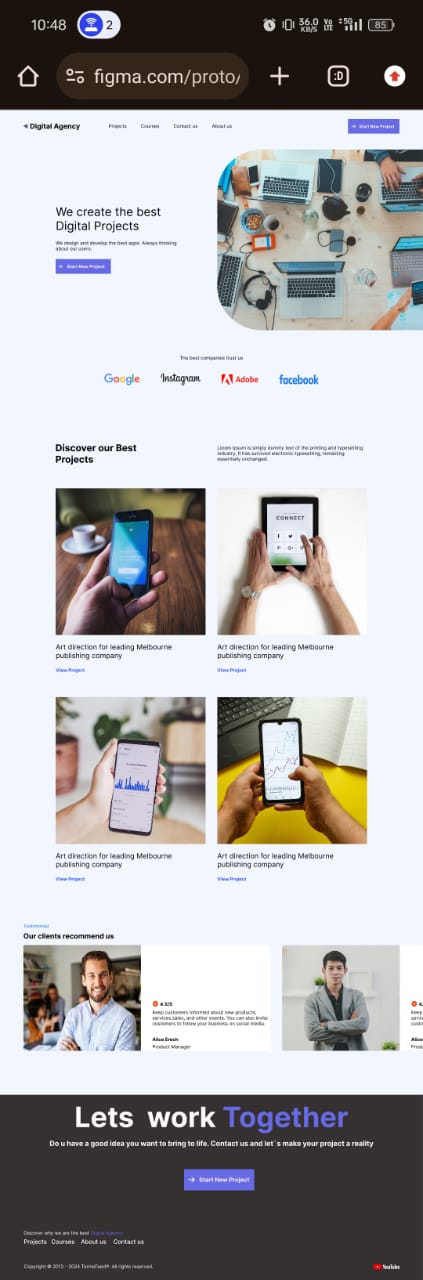 10:48
2
36.0 KB/S
Vo LTE
5G
85
figma.com/proto/
:D
Digital Agency
Projects Courses Contact us About us
→ Start New Project
We create the best
Digital Projects
We design and develop the best apps. Always thinking
about our users.
→ Start New Project
The best companies trust us
Google Instagram Adobe facebook
Discover our Best
Projects
Lorem Ipsum is simply dummy text of the printing and typesetting
industry. It has survived electronic typesetting, remaining
essentially unchanged.
CONNECT
Art direction for leading Melbourne
publishing company
View Project
Art direction for leading Melbourne
publishing company
View Project
Art direction for leading Melbourne
publishing company
View Project
Art direction for leading Melbourne
publishing company
View Project
Testimonial
Our clients recommend us
4.3/5
Keep customers informed about new products,
services,sales, and other events. You can also invite
customers to follow your business on social media.
Alice Eroch
Product Manager
4.
Keep
servic
custo
Alice
Produ
Lets work Together
Do u have a good idea you want to bring to life. Contact us and let`s make your project a reality
→ Start New Project
Discover why we are the best Digital Agency
Projects Courses About us Contact us
Copyright © 2012 - 2024 TermsFeed®. All rights reserved.
YouTube